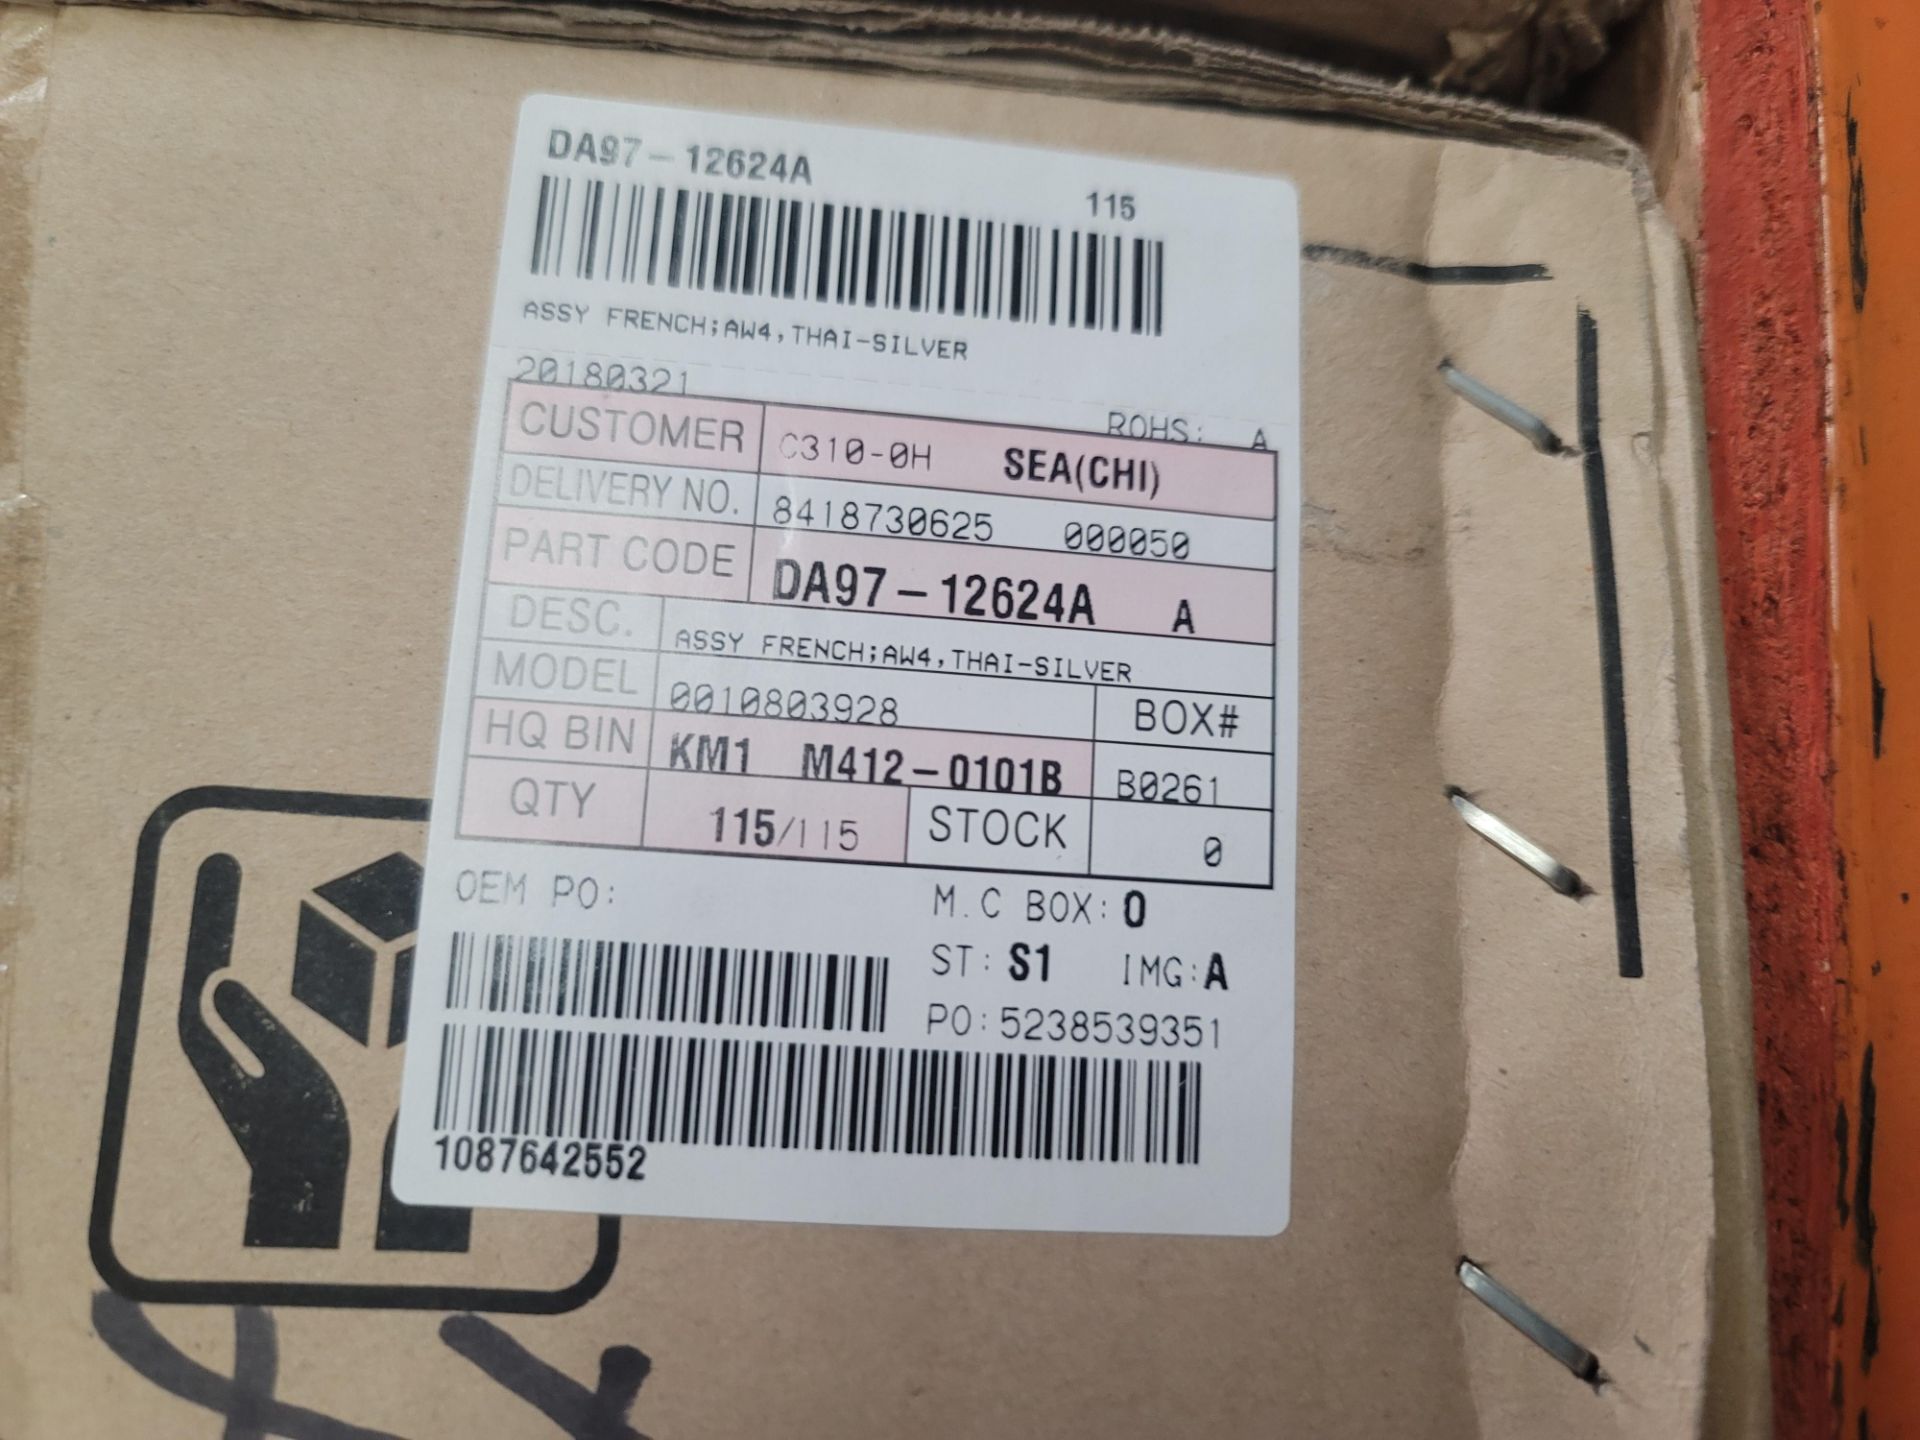 DA97-12624A
115
ASSY FRENCH;AW4,THAI-SILVER
20180321
ROHS: A
CUSTOMER C310-0H SEA(CHI)
DELIVERY NO. 8418730625 000050
PART CODE DA97-12624A A
DESC. ASSY FRENCH;AW4,THAI-SILVER
MODEL 0010803928 BOX#
HQ BIN KM1 M412-0101B B0261
QTY 115/115 STOCK 0
OEM PO: M.C BOX: 0
ST: S1 IMG: A
PO: 5238539351
1087642552